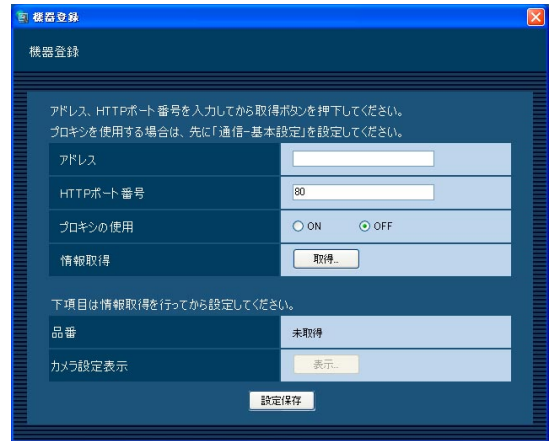 機器登録
機器登録
アドレス、HTTPポート番号を入力してから取得ボタンを押下してください。
プロキシを使用する場合は、先に「通信-基本設定」を設定してください。
アドレス
HTTPポート番号 80
プロキシの使用 ON OFF
情報取得 取得...
下項目は情報取得を行ってから設定してください。
品番 未取得
カメラ設定表示 表示...
設定保存